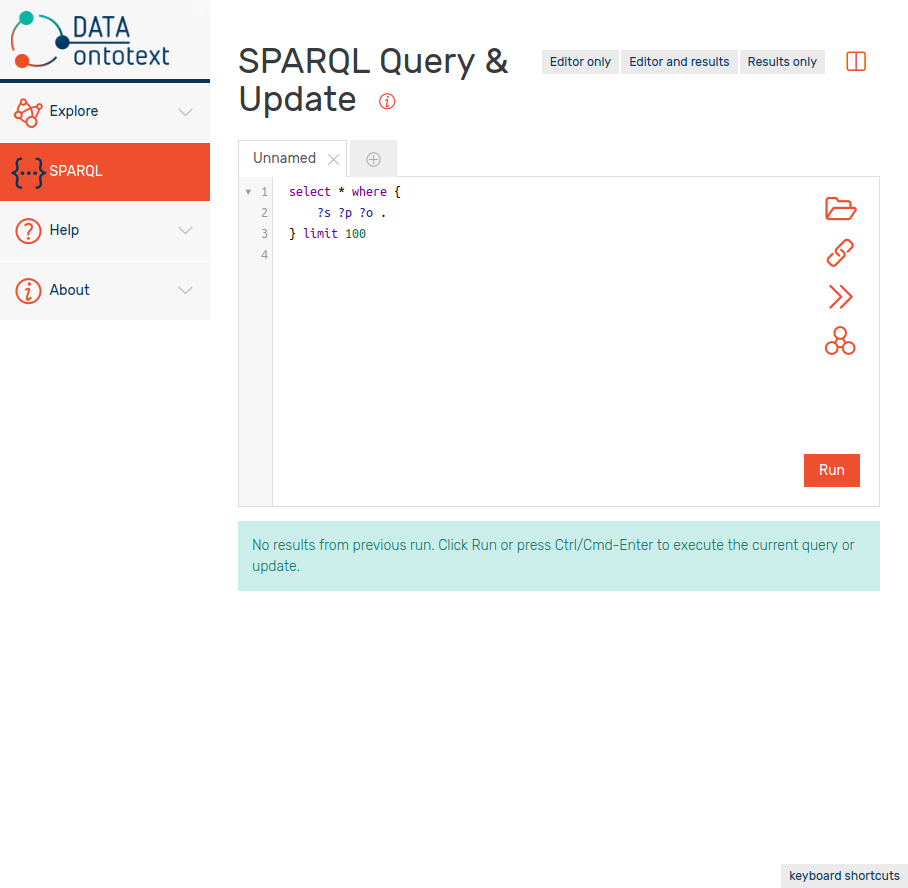 DATA
ontotext
Explore
SPARQL
Help
About
SPARQL Query &
Update
Editor only
Editor and results
Results only
Unnamed
1 select * where {
2 ?s ?p ?o .
3 } limit 100
4
Run
No results from previous run. Click Run or press Ctrl/Cmd-Enter to execute the current query or
update.
keyboard shortcuts